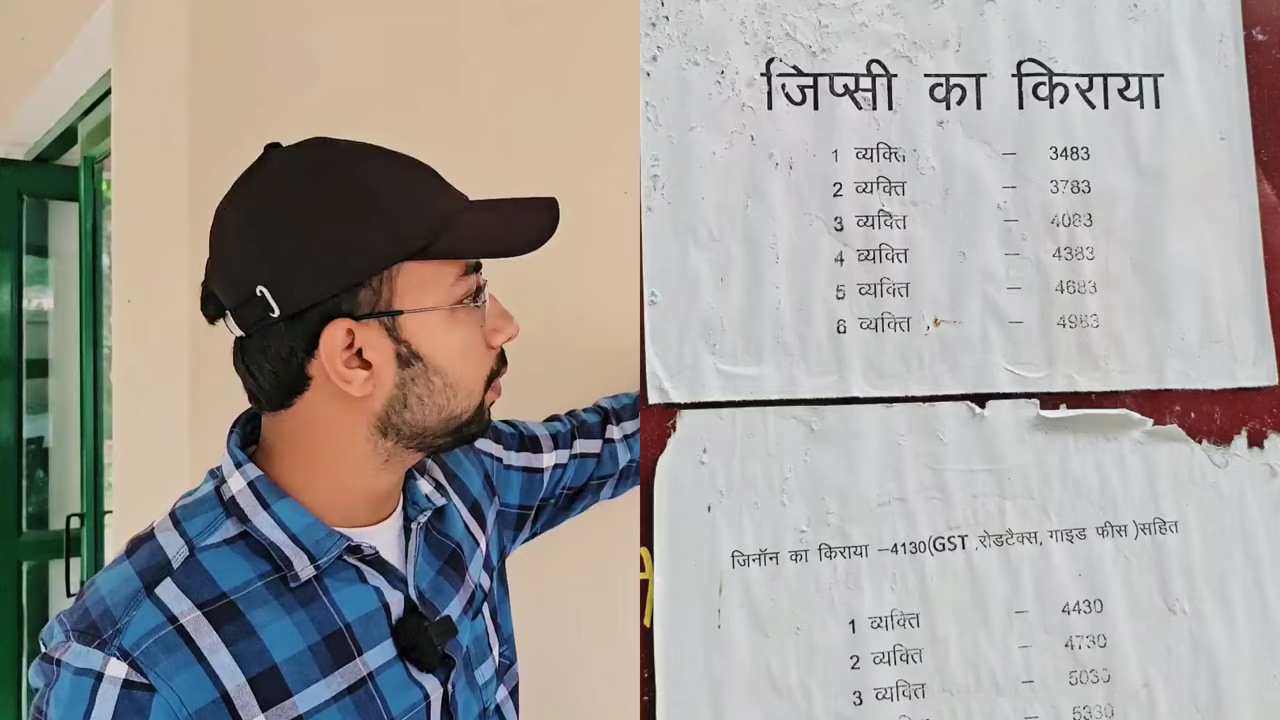 जिप्सी का किराया
1 व्यक्ति – 3483
2 व्यक्ति – 3783
3 व्यक्ति – 4083
4 व्यक्ति – 4383
5 व्यक्ति – 4683
6 व्यक्ति – 4983
जिनॉन का किराया –4130(GST ,रोडटैक्स, गाइड फीस )सहित
1 व्यक्ति – 4430
2 व्यक्ति – 4730
3 व्यक्ति – 5030
– 5330